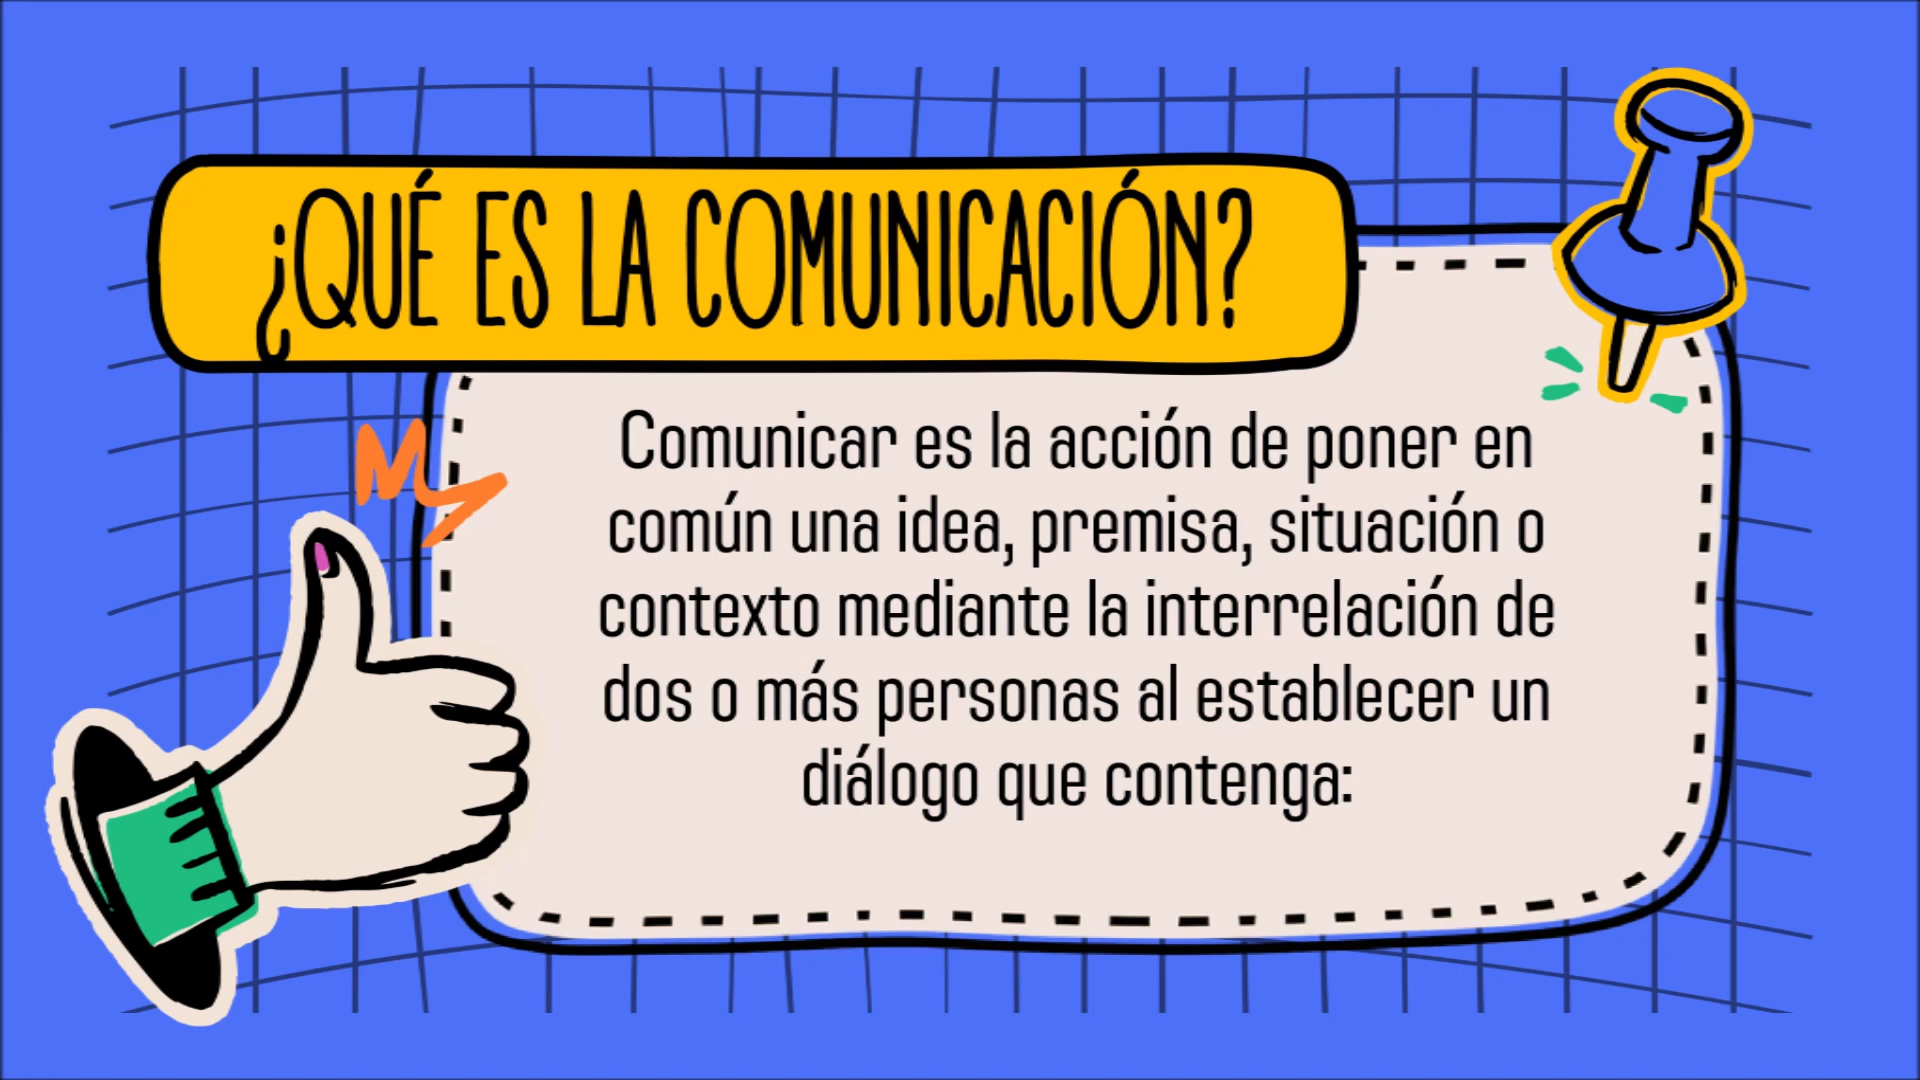 ¿QUÉ ES LA COMUNICACIÓN?
Comunicar es la acción de poner en
común una idea, premisa, situación o
contexto mediante la interrelación de
dos o más personas al establecer un
diálogo que contenga: